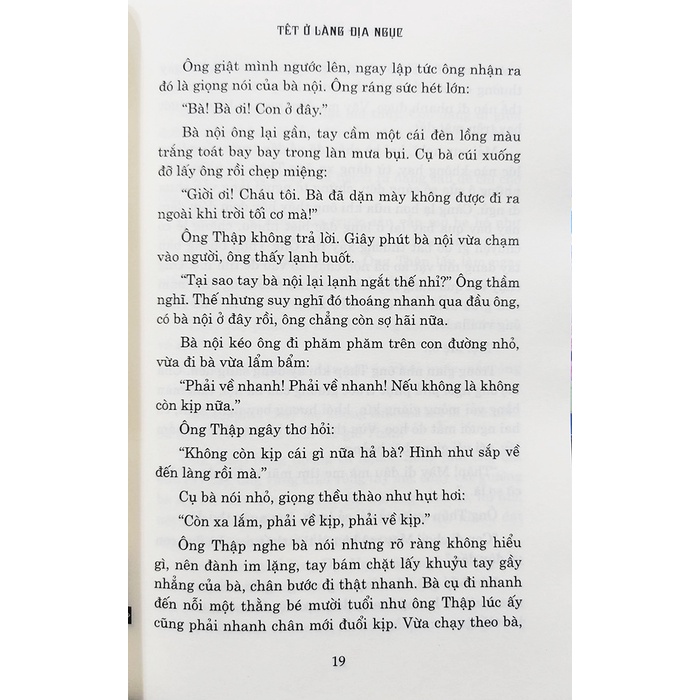 TẾT Ở LÀNG ĐỊA NGỤC
Ông giật mình ngước lên, ngay lập tức ông nhận ra
đó là giọng nói của bà nội. Ông ráng sức hét lớn:
“Bà! Bà ơi! Con ở đây.”
Bà nội ông lại gần, tay cầm một cái đèn lồng màu
trắng toát bay bay trong làn mưa bụi. Cụ bà cúi xuống
đỡ lấy ông rồi chẹp miệng:
“Giời ơi! Cháu tôi. Bà đã dặn mày không được đi ra
ngoài khi trời tối cơ mà!”
Ông Thập không trả lời. Giây phút bà nội vừa chạm
vào người, ông thấy lạnh buốt.
“Tại sao tay bà nội lại lạnh ngắt thế nhỉ?” Ông thầm
nghĩ. Thế nhưng suy nghĩ đó thoáng nhanh qua đầu ông,
có bà nội ở đây rồi, ông chẳng còn sợ hãi nữa.
Bà nội kéo ông đi phăm phăm trên con đường nhỏ,
vừa đi bà vừa lẩm bẩm:
“Phải về nhanh! Phải về nhanh! Nếu không là không
còn kịp nữa.”
Ông Thập ngây thơ hỏi:
“Không còn kịp cái gì nữa hả bà? Hình như sắp về
đến làng rồi mà.”
Cụ bà nói nhỏ, giọng thều thào như hụt hơi:
“Còn xa lắm, phải về kịp, phải về kịp.”
Ông Thập nghe bà nói nhưng rõ ràng không hiểu
gì, nên đành im lặng, tay bám chặt lấy khuỷu tay gầy
nhẳng của bà, chân bước đi thật nhanh. Bà cụ đi nhanh
đến nỗi một thằng bé mười tuổi như ông Thập lúc ấy
cũng phải nhanh chân mới đuổi kịp. Vừa chạy theo bà,
19